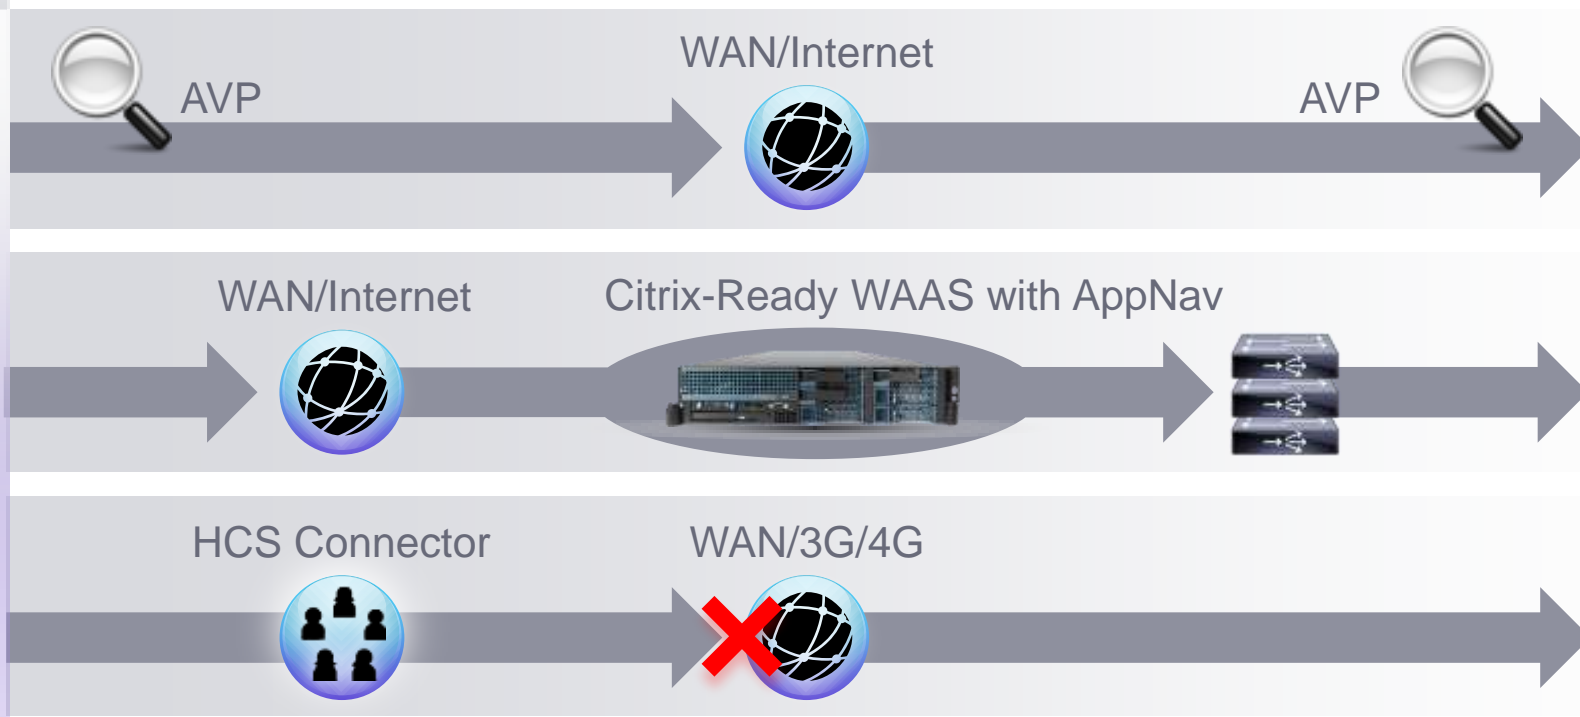 WAN/Internet
AVP
AVP
WAN/Internet
Citrix-Ready WAAS with AppNav
HCS Connector
WAN/3G/4G